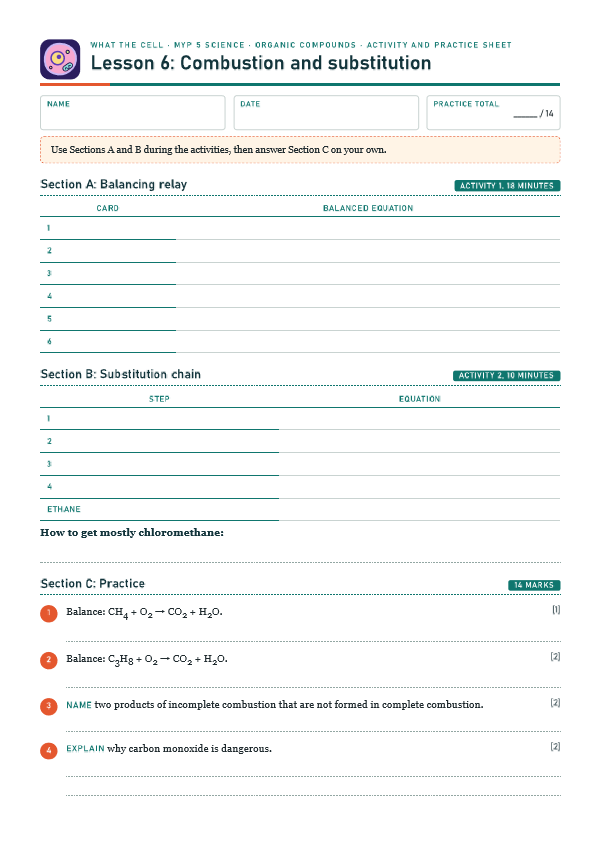 WHAT THE CELL · MYP 5 SCIENCE · ORGANIC COMPOUNDS · ACTIVITY AND PRACTICE SHEET
Lesson 6: Combustion and substitution
NAME
DATE
PRACTICE TOTAL
_____ / 14
Use Sections A and B during the activities, then answer Section C on your own.
Section A: Balancing relay
ACTIVITY 1, 18 MINUTES
CARD BALANCED EQUATION
1
2
3
4
5
6
Section B: Substitution chain
ACTIVITY 2, 10 MINUTES
STEP EQUATION
1
2
3
4
ETHANE
How to get mostly chloromethane:
Section C: Practice
14 MARKS
1 Balance: CH₄ + O₂ → CO₂ + H₂O. [1]
2 Balance: C₃H₈ + O₂ → CO₂ + H₂O. [2]
3 NAME two products of incomplete combustion that are not formed in complete combustion. [2]
4 EXPLAIN why carbon monoxide is dangerous. [2]